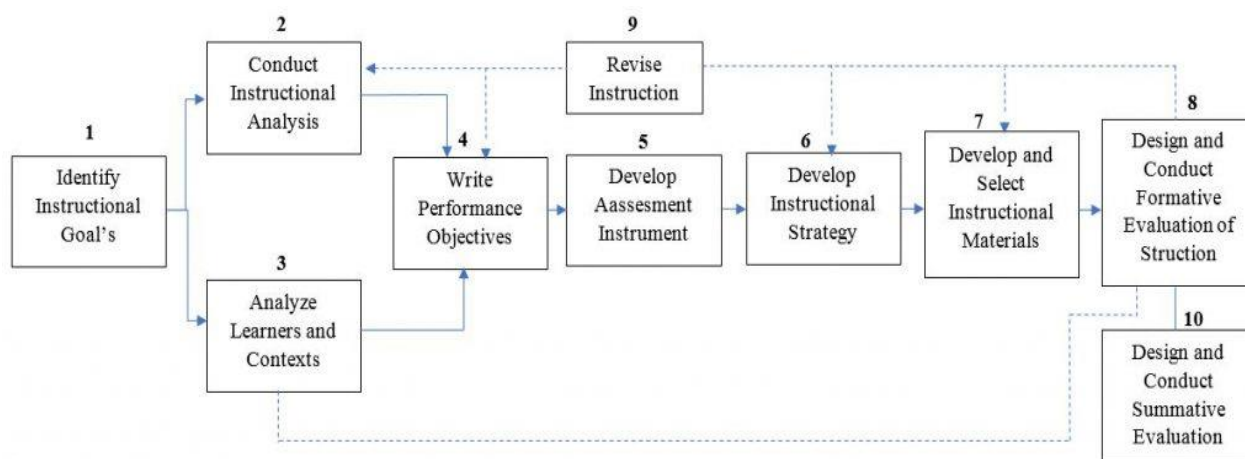 1
Identify
Instructional
Goal's
2
Conduct
Instructional
Analysis
3
Analyze
Learners and
Contexts
4
Write
Performance
Objectives
5
Develop
Aassesment
Instrument
6
Develop
Instructional
Strategy
7
Develop and
Select
Instructional
Materials
8
Design and
Conduct
Formative
Evaluation of
Struction
9
Revise
Instruction
10
Design and
Conduct
Summative
Evaluation